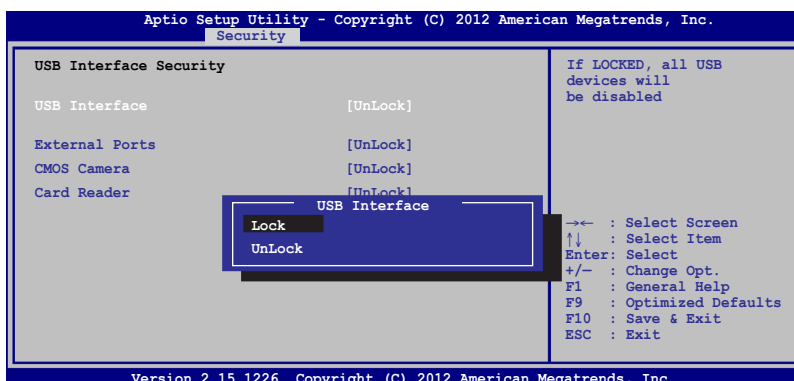 Aptio Setup Utility - Copyright (C) 2012 American Megatrends, Inc.
Security
USB Interface Security
USB Interface [UnLock]
External Ports [UnLock]
CMOS Camera [UnLock]
Card Reader [UnLock]
USB Interface
Lock
UnLock
If LOCKED, all USB
devices will
be disabled
→← : Select Screen
↑↓ : Select Item
Enter: Select
+/— : Change Opt.
F1 : General Help
F9 : Optimized Defaults
F10 : Save & Exit
ESC : Exit
Version 2.15.1226. Copyright (C) 2012 American Megatrends, Inc.